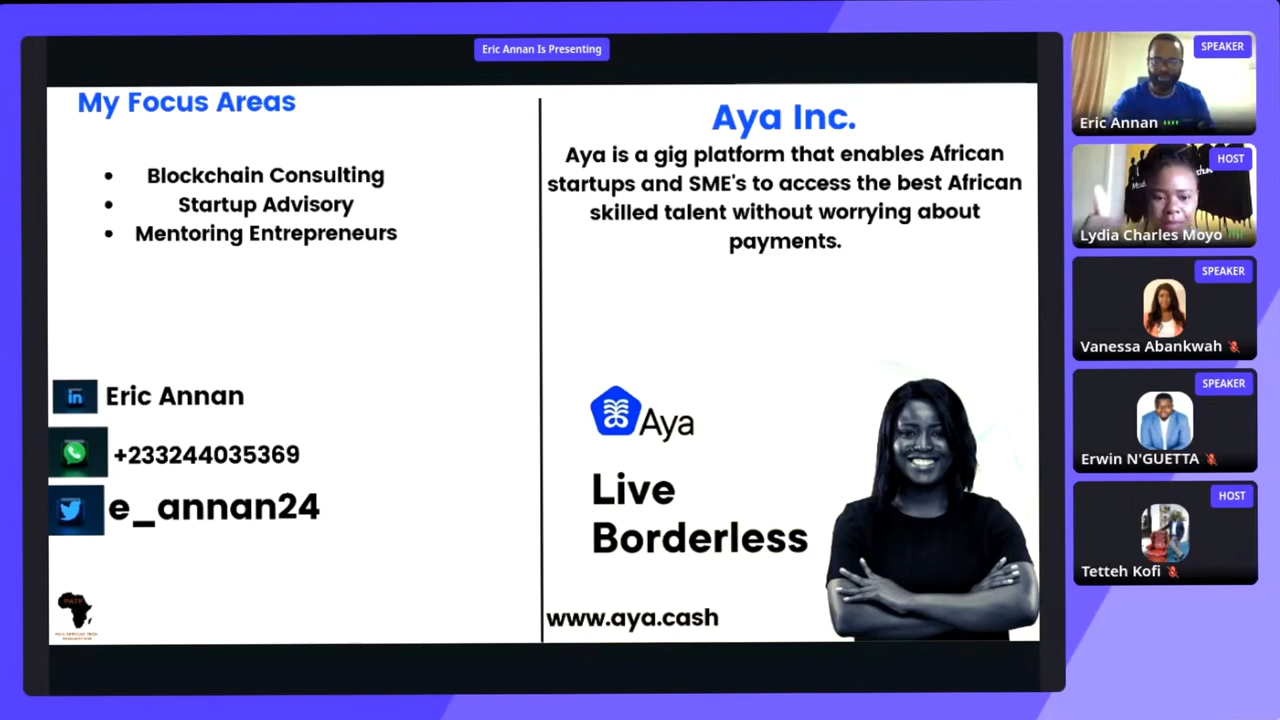 Eric Annan Is Presenting
My Focus Areas
Blockchain Consulting
Startup Advisory
Mentoring Entrepreneurs
Eric Annan
+233244035369
e_annan24
Aya Inc.
Aya is a gig platform that enables African
startups and SME's to access the best African
skilled talent without worrying about
payments.
Aya
Live
Borderless
www.aya.cash
SPEAKER
Eric Annan
HOST
Lydia Charles Moyo
SPEAKER
Vanessa Abankwah
SPEAKER
Erwin N'GUETTA
HOST
Tetteh Kofi